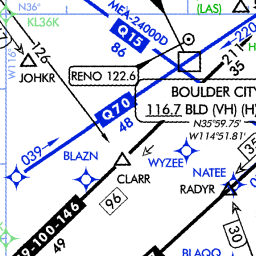 N36°
KL36K
W116°
MEA-24000
Q15
86
(LAS)
220
126
JOHKR
RENO 122.6
211
35
BOULDER CITY
116.7 BLD (VH) (H)
N35°59.75'
W114°51.81'
Q70
48
039
BLAZN
CLARR
WYZEE
NATEE
RADYR
35
96
9-100-146
49
30
BLAQQ